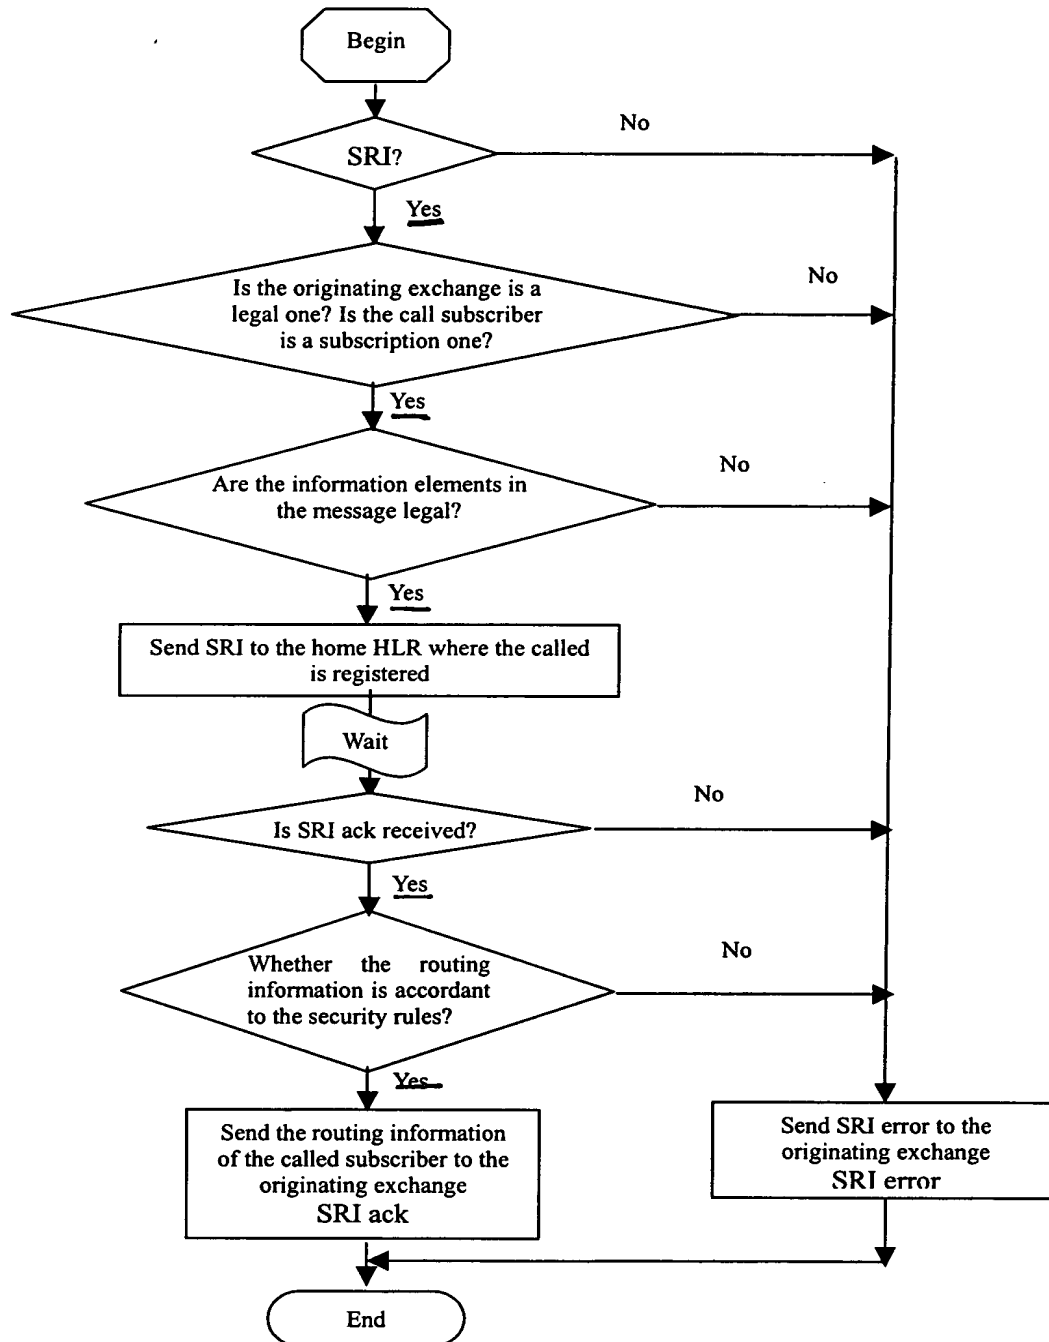 Begin
No
SRI?
Yes
No
Is the originating exchange is a
legal one? Is the call subscriber
is a subscription one?
Yes
No
Are the information elements in
the message legal?
Yes
Send SRI to the home HLR where the called
is registered
Wait
No
Is SRI ack received?
Yes
No
Whether the routing
information is accordant
to the security rules?
Yes
Send the routing information
of the called subscriber to the
originating exchange
SRI ack
Send SRI error to the
originating exchange
SRI error
End